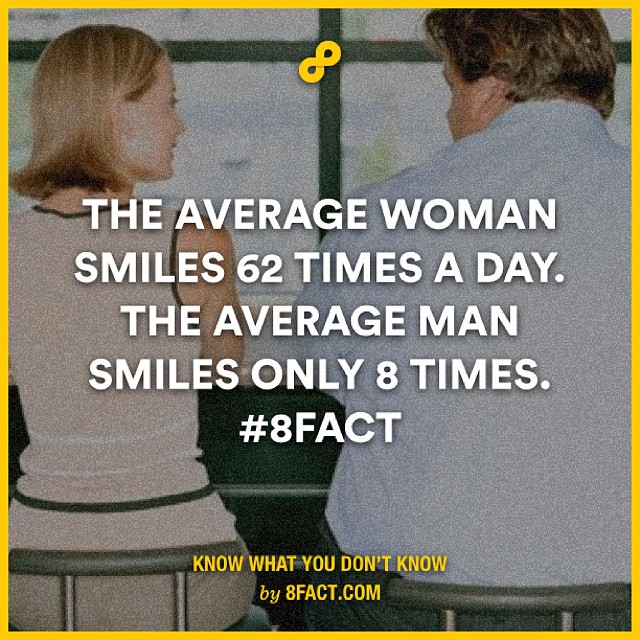 THE AVERAGE WOMAN
SMILES 62 TIMES A DAY.
THE AVERAGE MAN
SMILES ONLY 8 TIMES.
#8FACT
KNOW WHAT YOU DON'T KNOW
by 8FACT.COM